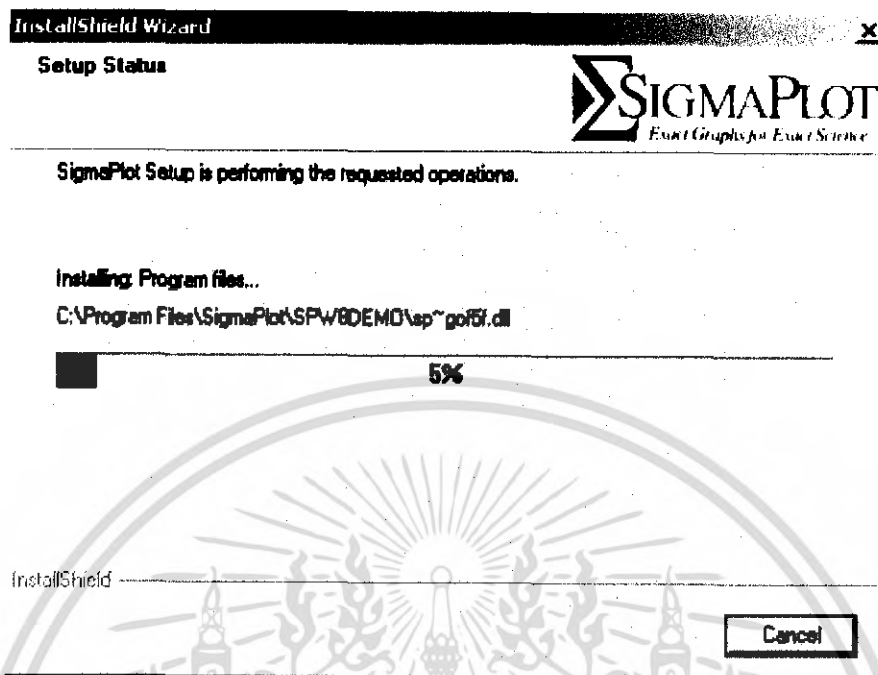 InstallShield Wizard
Setup Status
SIGMAPLOT
Exact Graphs for Exact Science
SigmaPlot Setup is performing the requested operations.
Installing: Program files...
C:\Program Files\SigmaPlot\SPW8DEMO\sp~gof5f.dll
5%
InstallShield
Cancel